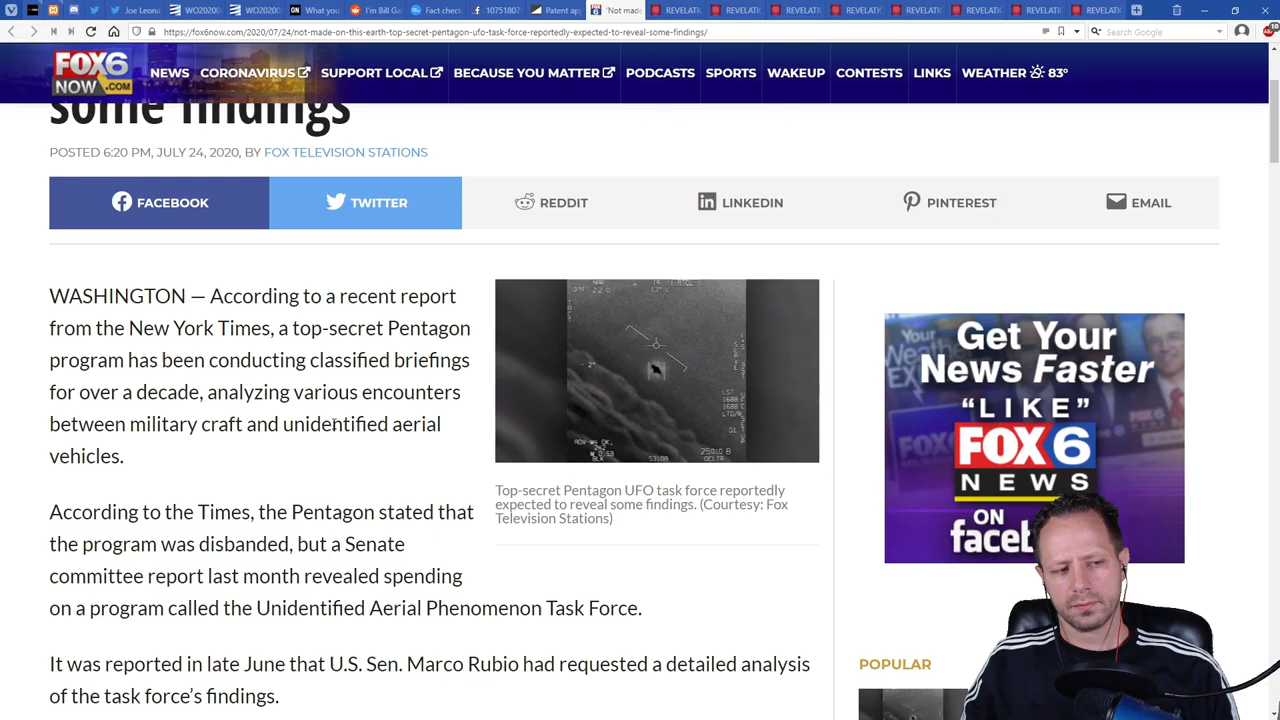 Joe Leona
WO20200
WO20200
What you
I'm Bill Ga
Fact check
10751807
Patent app
'Not made
REVELATIO
REVELATI
REVELATI
REVELATI
REVELATI
REVELATI
REVELATI
REVELATI
https://fox6now.com/2020/07/24/not-made-on-this-earth-top-secret-pentagon-ufo-task-force-reportedly-expected-to-reveal-some-findings/
Search Google
FOX6
NOW.COM
NEWS
CORONAVIRUS
SUPPORT LOCAL
BECAUSE YOU MATTER
PODCASTS
SPORTS
WAKEUP
CONTESTS
LINKS
WEATHER 83°
some findings
POSTED 6:20 PM, JULY 24, 2020, BY FOX TELEVISION STATIONS
FACEBOOK
TWITTER
REDDIT
LINKEDIN
PINTEREST
EMAIL
WASHINGTON — According to a recent report
from the New York Times, a top-secret Pentagon
program has been conducting classified briefings
for over a decade, analyzing various encounters
between military craft and unidentified aerial
vehicles.
Top-secret Pentagon UFO task force reportedly
expected to reveal some findings. (Courtesy: Fox
Television Stations)
According to the Times, the Pentagon stated that
the program was disbanded, but a Senate
committee report last month revealed spending
on a program called the Unidentified Aerial Phenomenon Task Force.
It was reported in late June that U.S. Sen. Marco Rubio had requested a detailed analysis
of the task force's findings.
Get Your
News Faster
"LIKE"
FOX6
NEWS
ON
POPULAR